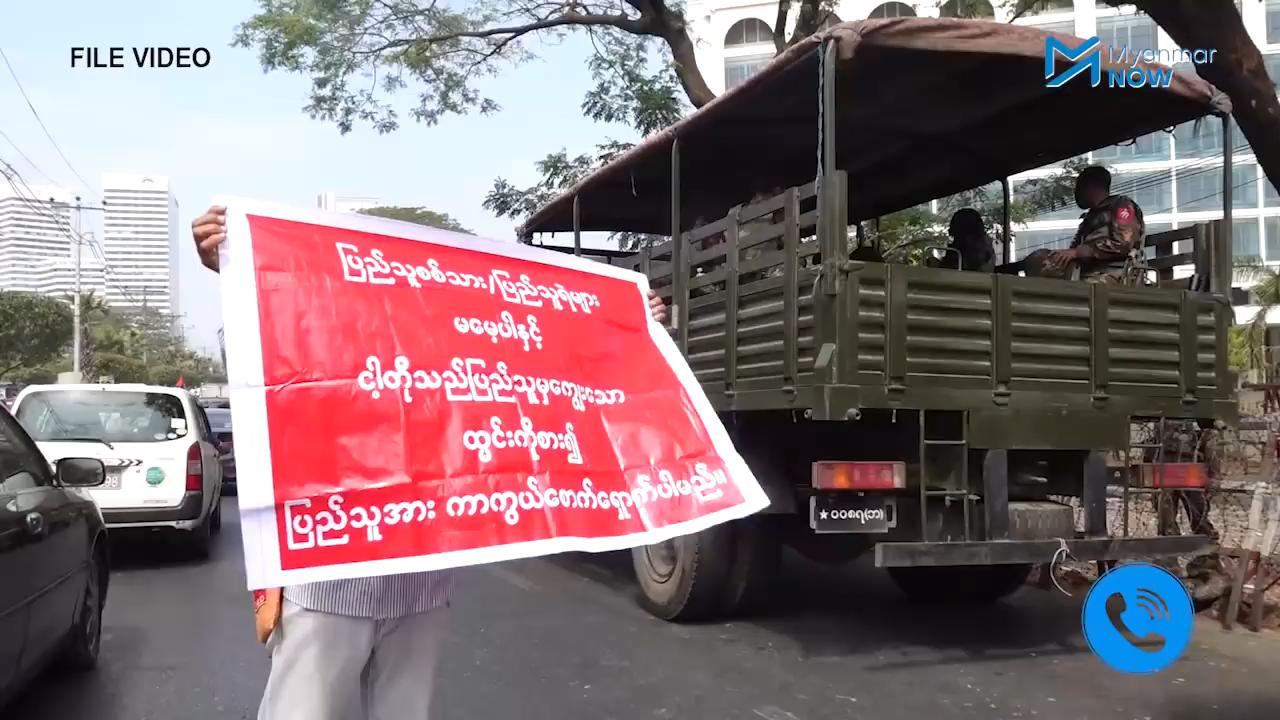 FILE VIDEO
Myanmar
NOW
ပြည်သူ့စစ်သား/ပြည်သူ့ရဲများ
မမေ့ပါနှင့်
ငါ့တို့သည်ပြည်သူမှကျွေးသော
ထွင်းကိုစား၍
ပြည်သူအား ကာကွယ်စောက်ရှောက်ပါမည်။